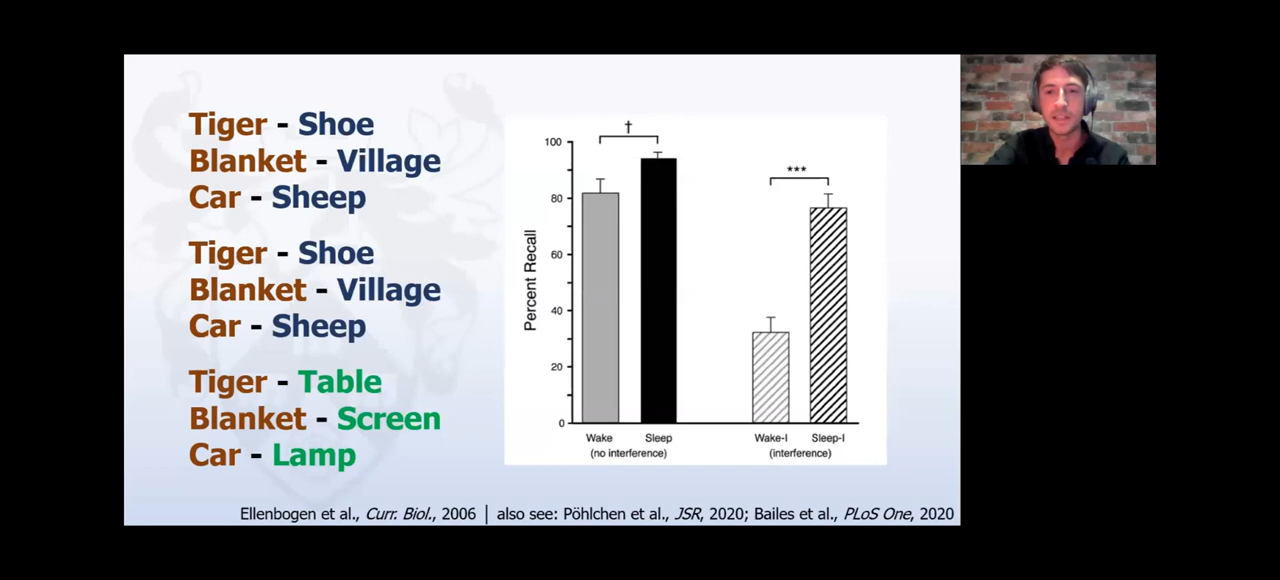 Tiger - Shoe
Blanket - Village
Car - Sheep
Tiger - Shoe
Blanket - Village
Car - Sheep
Tiger - Table
Blanket - Screen
Car - Lamp
†
***
100
80
60
40
20
0
Percent Recall
Wake Sleep
(no interference)
Wake-I Sleep-I
(interference)
Ellenbogen et al., Curr. Biol., 2006 | also see: Pöhlchen et al., JSR, 2020; Bailes et al., PLoS One, 2020